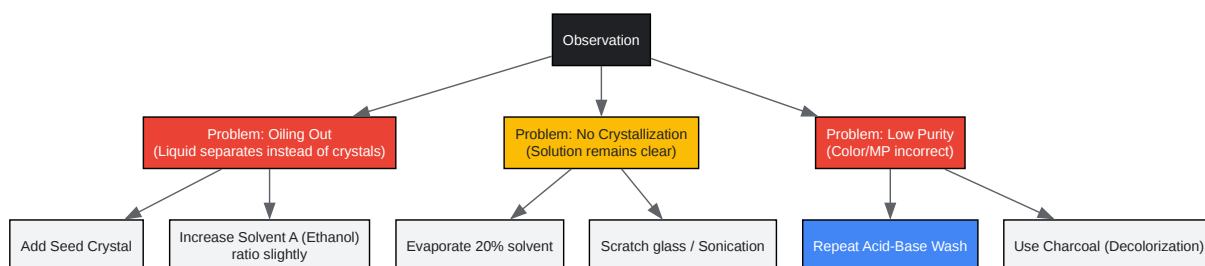 Observation
Problem: Oiling Out
(Liquid separates instead of crystals)
Problem: No Crystallization
(Solution remains clear)
Problem: Low Purity
(Color/MP incorrect)
Add Seed Crystal
Increase Solvent A (Ethanol)
ratio slightly
Evaporate 20% solvent
Scratch glass / Sonication
Repeat Acid-Base Wash
Use Charcoal (Decolorization)